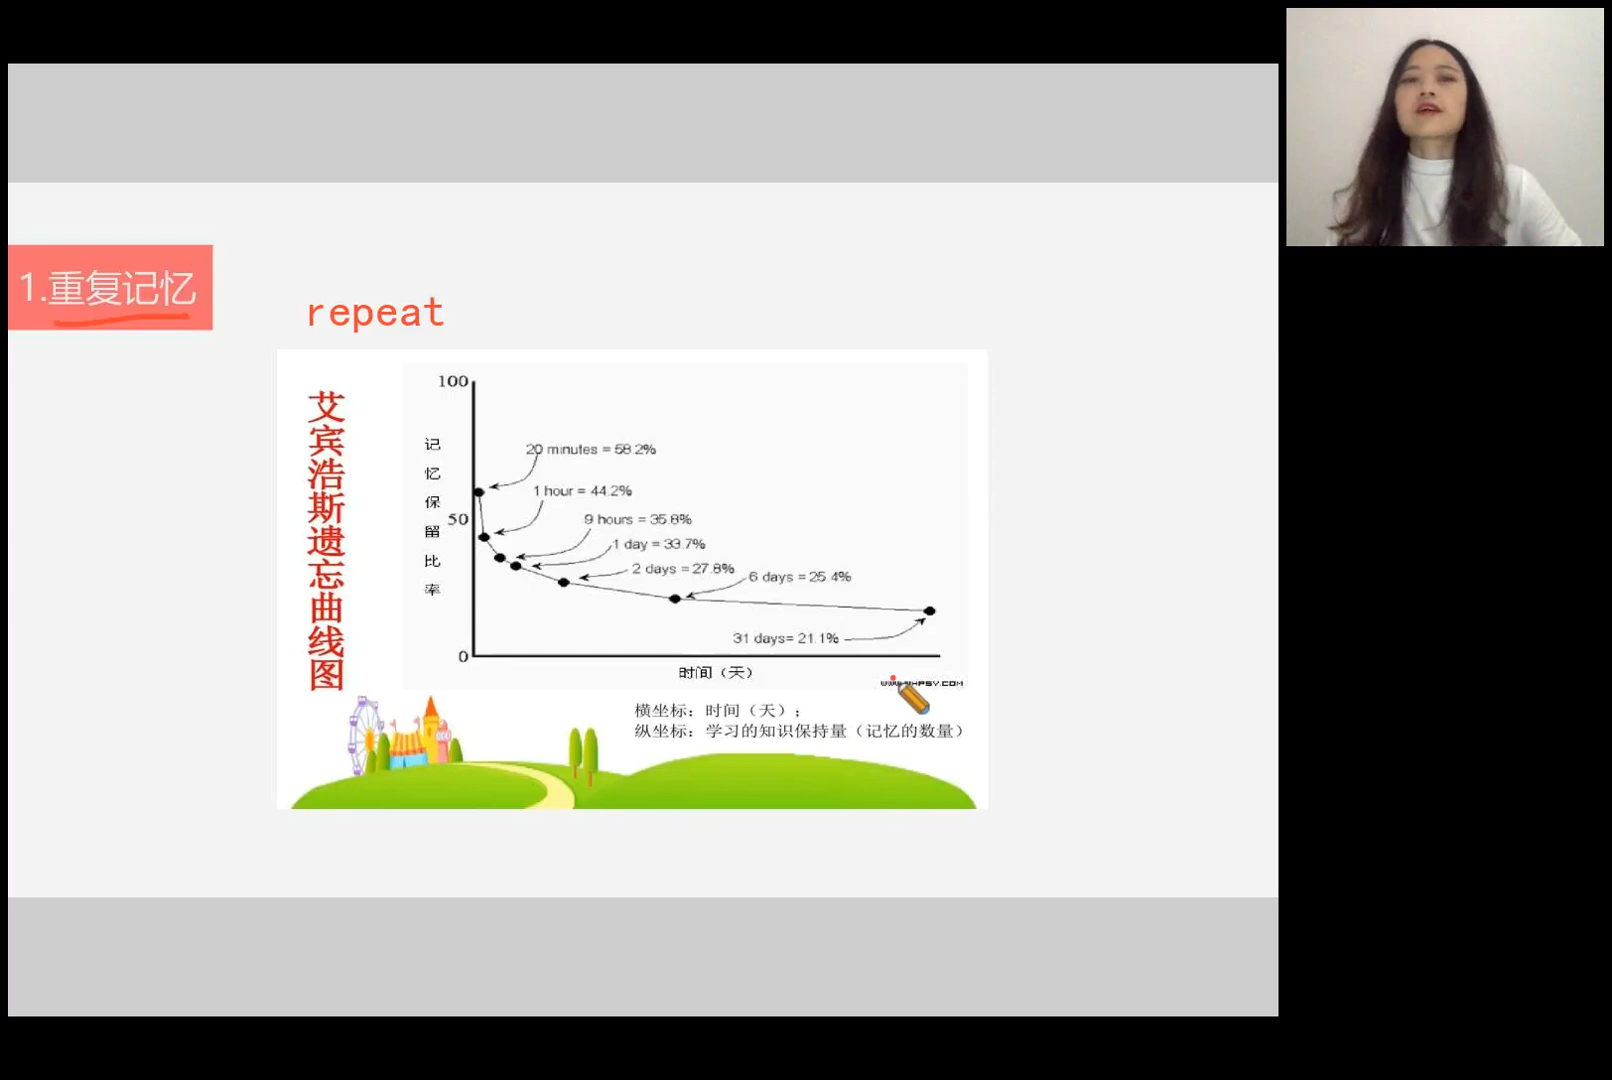 1.重复记忆
repeat
艾宾浩斯遗忘曲线图
100
记忆保留比率
20 minutes = 58.2%
1 hour = 44.2%
50
9 hours = 35.8%
1 day = 33.7%
2 days = 27.8%
6 days = 25.4%
31 days= 21.1%
0
时间（天）
横坐标：时间（天）；
纵坐标：学习的知识保持量（记忆的数量）